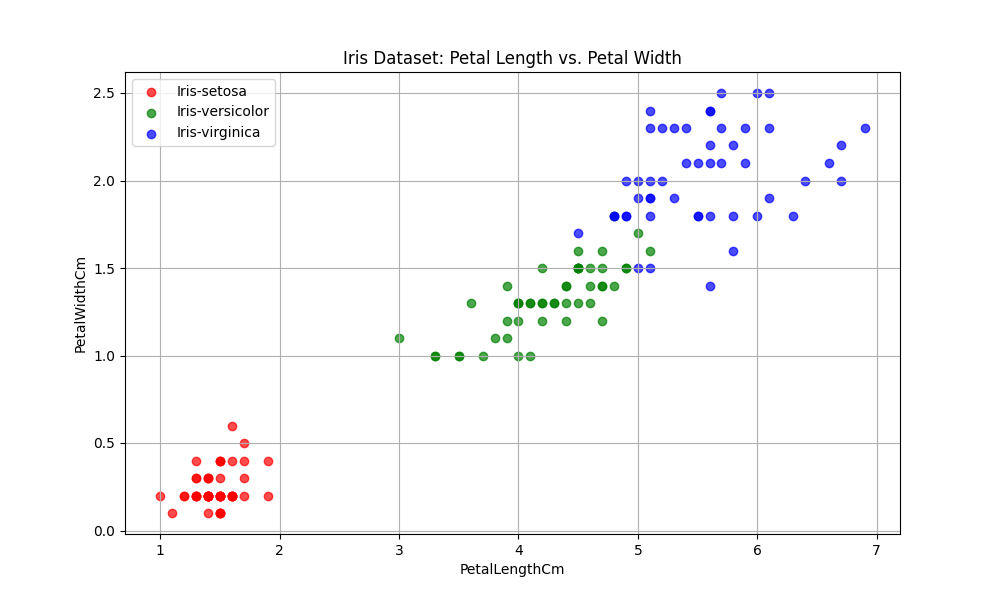 Iris Dataset: Petal Length vs. Petal Width
Iris-setosa
Iris-versicolor
Iris-virginica
2.5
2.0
1.5
1.0
0.5
0.0
PetalWidthCm
1 2 3 4 5 6 7
PetalLengthCm